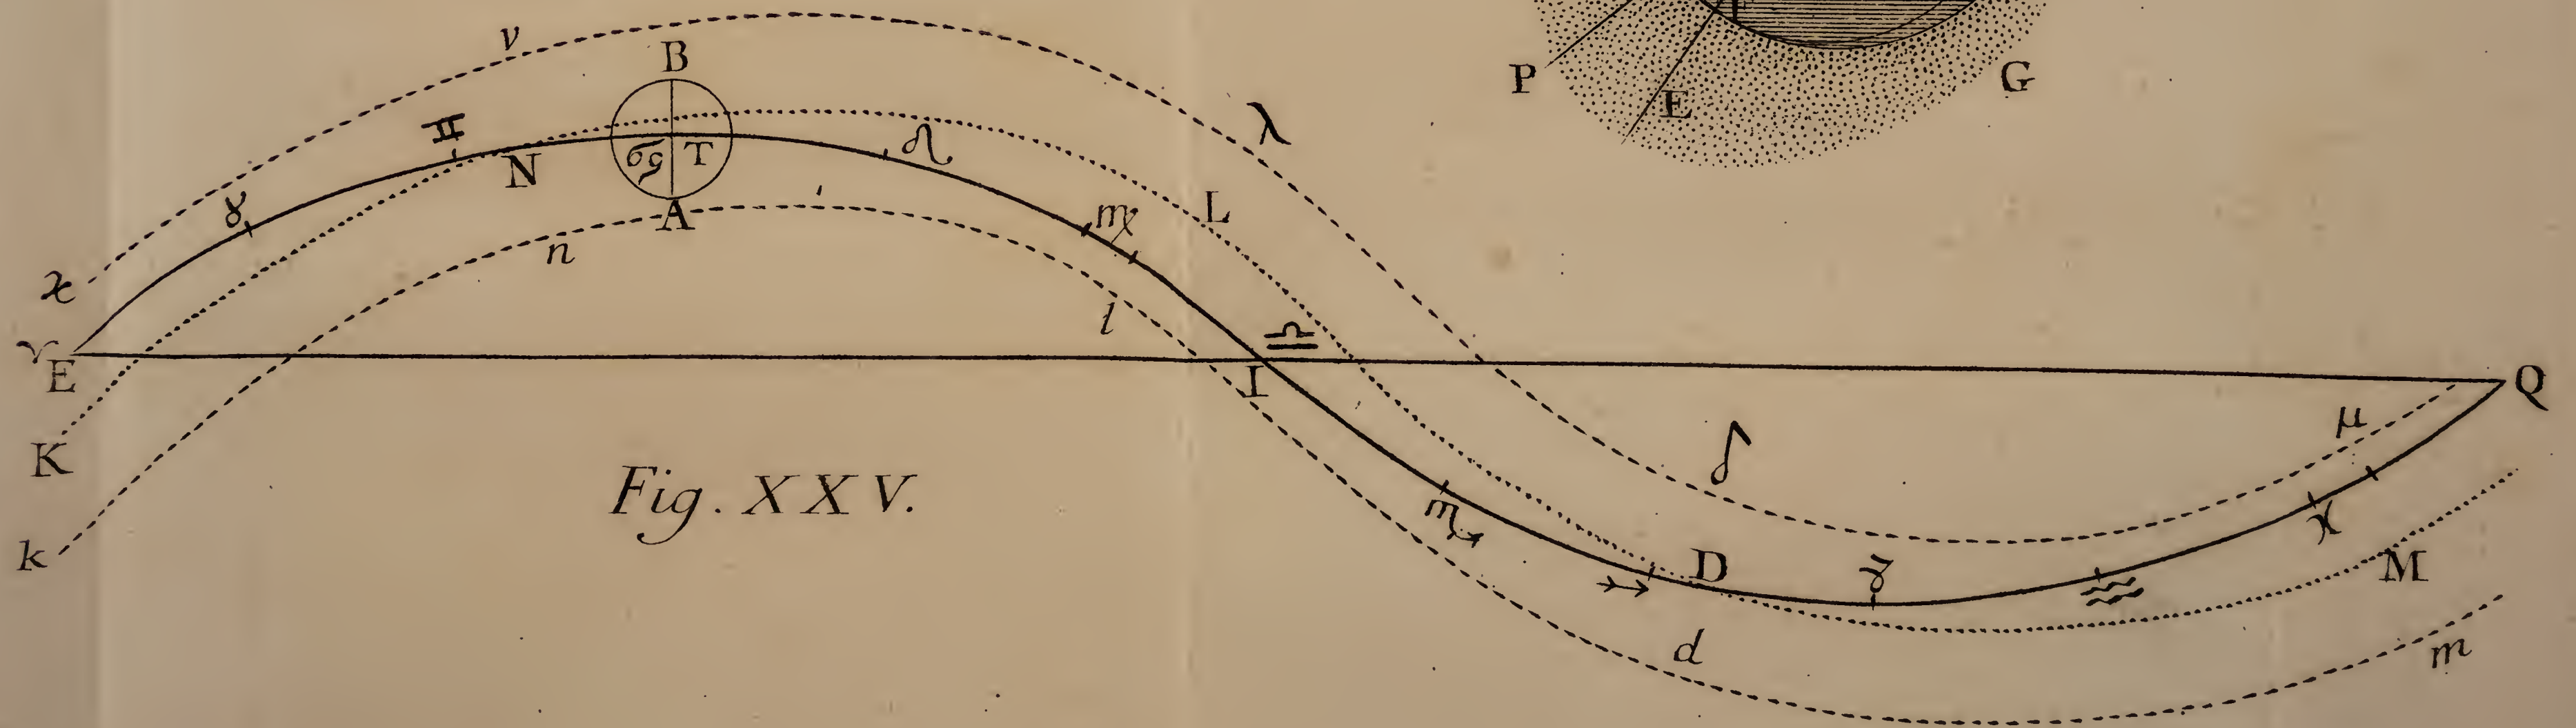 ν
B
P
E
G
♊
N
♋
T
♌
λ
♉
A
♍
L
n
ϰ
l
♎
♈
E
I
Q
K
μ
Fig. XXV.
δ
♏
k
♐
D
♑
♒
♓
M
d
m